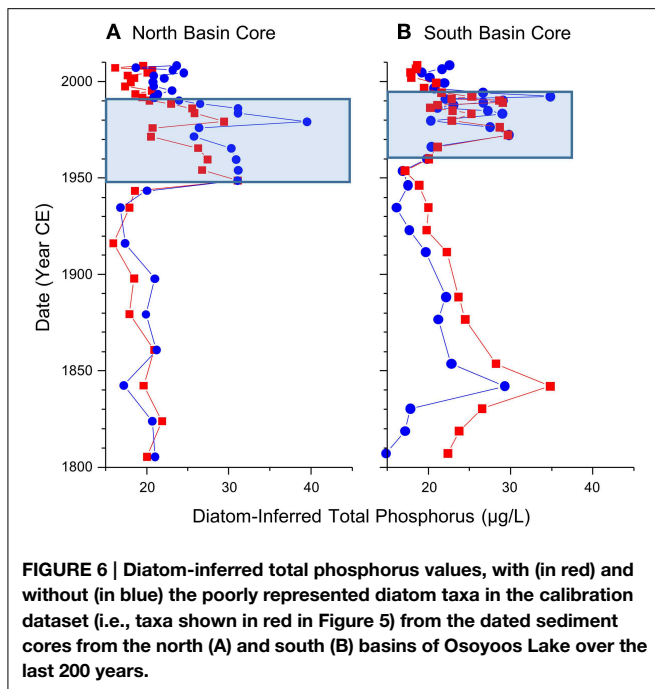 A North Basin Core
B South Basin Core
2000
1950
1900
1850
1800
Date (Year CE)
20 30 40
20 30 40
Diatom-Inferred Total Phosphorus (µg/L)
FIGURE 6 | Diatom-inferred total phosphorus values, with (in red) and
without (in blue) the poorly represented diatom taxa in the calibration
dataset (i.e., taxa shown in red in Figure 5) from the dated sediment
cores from the north (A) and south (B) basins of Osoyoos Lake over the
last 200 years.